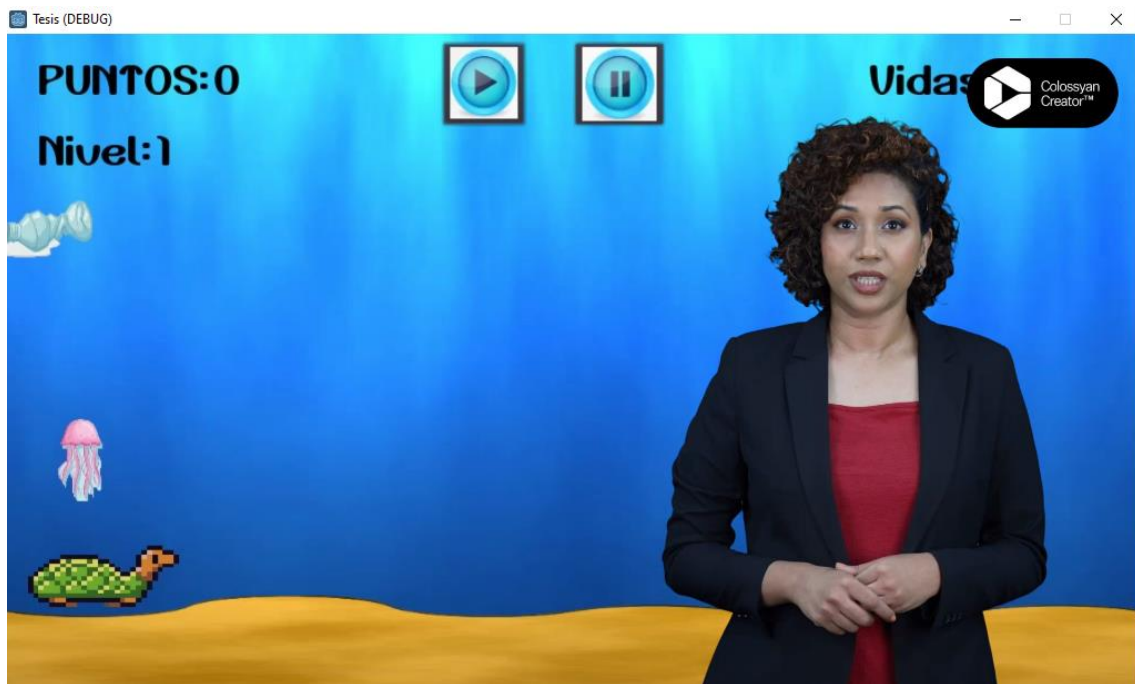 Tesis (DEBUG)
PUNTOS:0
Vidas
Colossyan
Creator™
Nivel:1